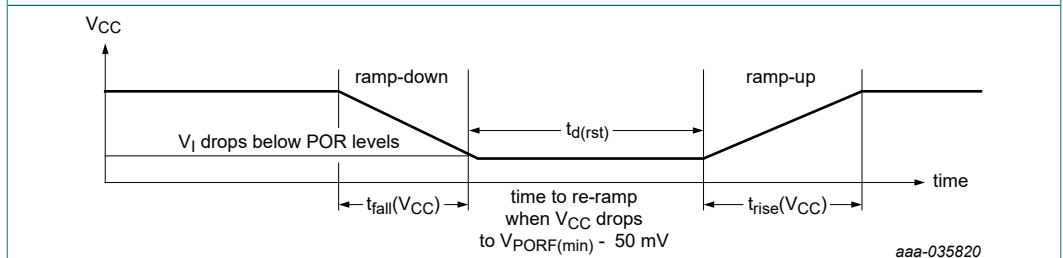 VCC
ramp-down
ramp-up
td(rst)
VI drops below POR levels
time
tfall(VCC)
time to re-ramp
when VCC drops
to VPORF(min) - 50 mV
trise(VCC)
aaa-035820